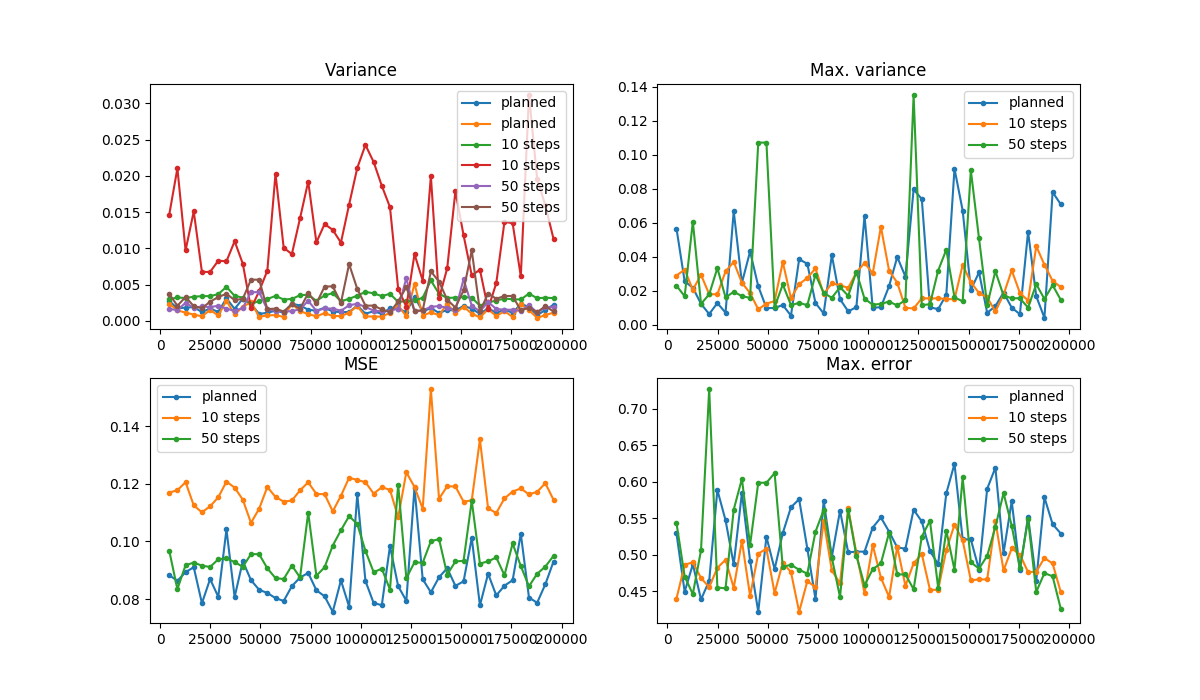 Variance
0.030
0.025
0.020
0.015
0.010
0.005
0.000
planned
planned
10 steps
10 steps
50 steps
50 steps
0 25000 50000 75000 100000 125000 150000 175000 200000
Max. variance
0.14
0.12
0.10
0.08
0.06
0.04
0.02
0.00
planned
10 steps
50 steps
0 25000 50000 75000 100000 125000 150000 175000 200000
MSE
0.14
0.12
0.10
0.08
planned
10 steps
50 steps
0 25000 50000 75000 100000 125000 150000 175000 200000
Max. error
0.70
0.65
0.60
0.55
0.50
0.45
planned
10 steps
50 steps
0 25000 50000 75000 100000 125000 150000 175000 200000